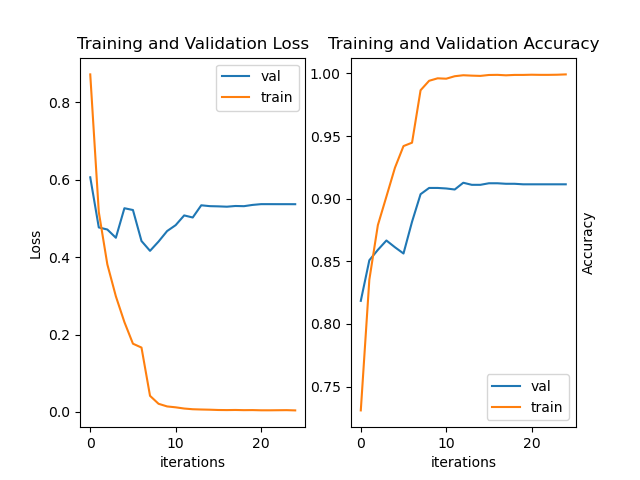 Training and Validation Loss
val
train
0.8
0.6
0.4
0.2
0.0
Loss
0
10
20
iterations
Training and Validation Accuracy
1.00
0.95
0.90
0.85
0.80
0.75
Accuracy
val
train
0
10
20
iterations